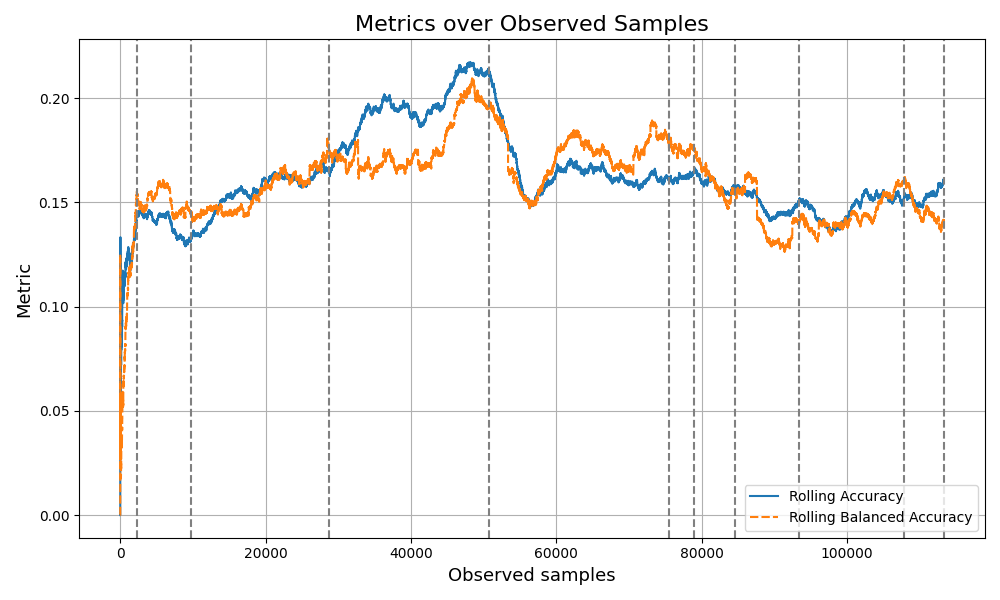 Metrics over Observed Samples
Metric
0.20
0.15
0.10
0.05
0.00
Rolling Accuracy
Rolling Balanced Accuracy
0 20000 40000 60000 80000 100000
Observed samples